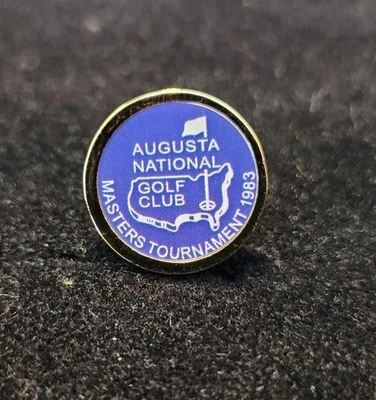 AUGUSTA
NATIONAL
GOLF
CLUB
MASTERS TOURNAMENT 1983